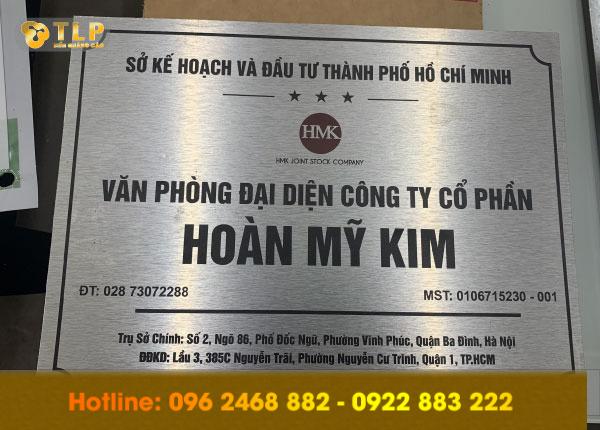 TLP
BIỂN QUẢNG CÁO
SỞ KẾ HOẠCH VÀ ĐẦU TƯ THÀNH PHỐ HỒ CHÍ MINH
HMK
HMK JOINT STOCK COMPANY
VĂN PHÒNG ĐẠI DIỆN CÔNG TY CỔ PHẦN
HOÀN MỸ KIM
ĐT: 028 73072288
MST: 0106715230 - 001
Trụ Sở Chính: Số 2, Ngõ 86, Phố Đốc Ngữ, Phường Vĩnh Phúc, Quận Ba Đình, Hà Nội
ĐĐKD: Lầu 3, 385C Nguyễn Trãi, Phường Nguyễn Cư Trinh, Quận 1, TP.HCM
Hotline: 096 2468 882 - 0922 883 222